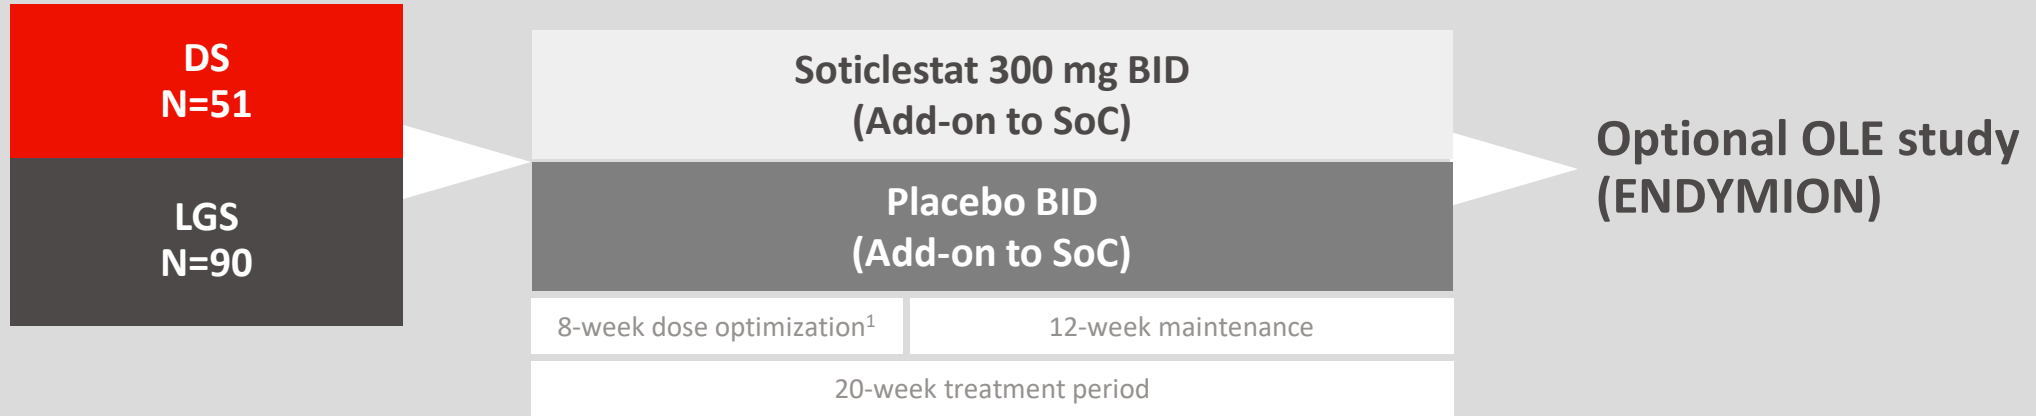 DS
N=51
LGS
N=90
Soticlestat 300 mg BID
(Add-on to SoC)
Placebo BID
(Add-on to SoC)
8-week dose optimization1
12-week maintenance
20-week treatment period
Optional OLE study
(ENDYMION)